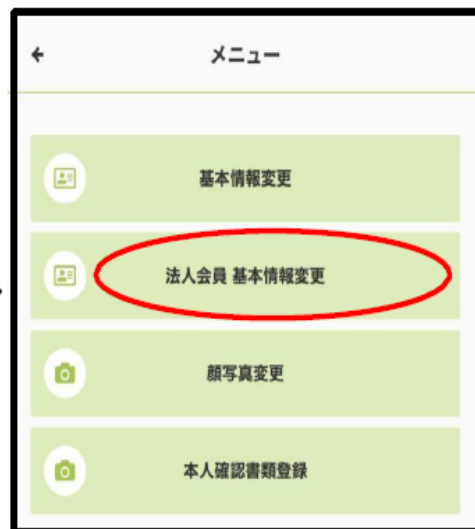 メニュー
基本情報変更
法人会員 基本情報変更
顔写真変更
本人確認書類登録